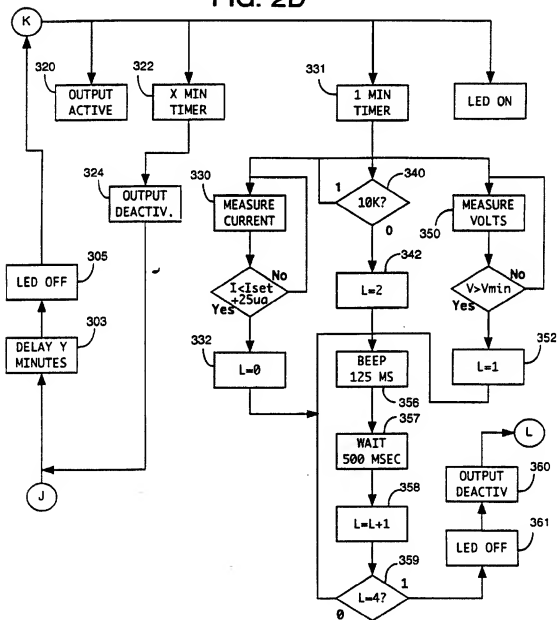 FIG. 2D
K
320
OUTPUT
ACTIVE
322
X MIN
TIMER
331
1 MIN
TIMER
LED ON
324
OUTPUT
DEACTIV.
330
MEASURE
CURRENT
1
10K?
340
0
MEASURE
VOLTS
350
LED OFF
305
I<Iset
+25ua
No
Yes
342
L=2
V>Vmin
No
Yes
DELAY Y
MINUTES
303
332
L=0
BEEP
125 MS
356
L=1
352
357
WAIT
500 MSEC
L
OUTPUT
DEACTIV
360
J
358
L=L+1
361
LED OFF
359
L=4?
1
0